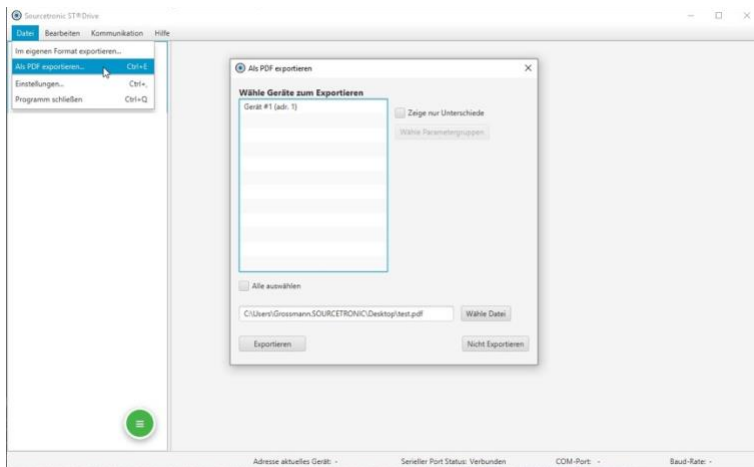 Sourcetronic ST®Drive
Datei Bearbeiten Kommunikation Hilfe
Im eigenen Format exportieren...
Als PDF exportieren... Ctrl+E
Einstellungen... Ctrl+,
Programm schließen Ctrl+Q
Als PDF exportieren
Wähle Geräte zum Exportieren
Gerät #1 (adr. 1)
Zeige nur Unterschiede
Wähle Parametergruppen
Alle auswählen
C:\Users\Grossmann.SOURCETRONIC\Desktop\test.pdf Wähle Datei
Exportieren Nicht Exportieren
Adresse aktuelles Gerät: - Serieller Port Status: Verbunden COM-Port: - Baud-Rate: -